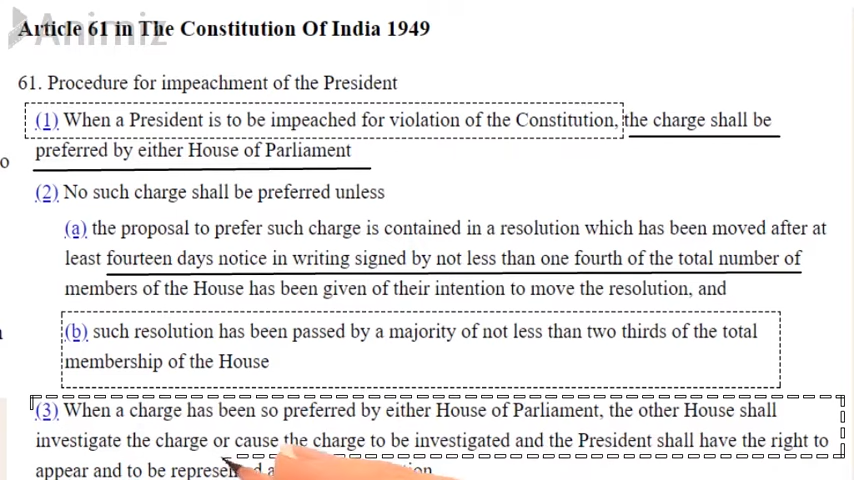 Animiz
Article 61 in The Constitution Of India 1949
61. Procedure for impeachment of the President
(1) When a President is to be impeached for violation of the Constitution, the charge shall be
preferred by either House of Parliament
(2) No such charge shall be preferred unless
(a) the proposal to prefer such charge is contained in a resolution which has been moved after at
least fourteen days notice in writing signed by not less than one fourth of the total number of
members of the House has been given of their intention to move the resolution, and
(b) such resolution has been passed by a majority of not less than two thirds of the total
membership of the House
(3) When a charge has been so preferred by either House of Parliament, the other House shall
investigate the charge or cause the charge to be investigated and the President shall have the right to
appear and to be